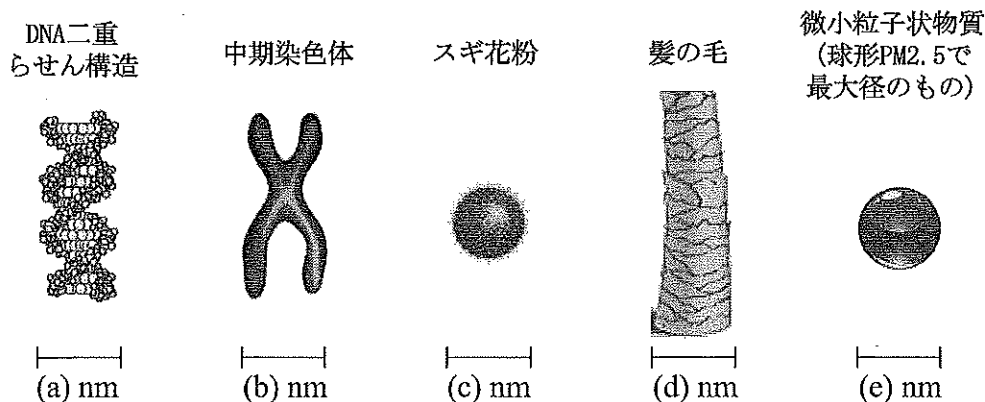 DNA二重
らせん構造
中期染色体
スギ花粉
髪の毛
微小粒子状物質
(球形PM2.5で
最大径のもの)
(a) nm
(b) nm
(c) nm
(d) nm
(e) nm